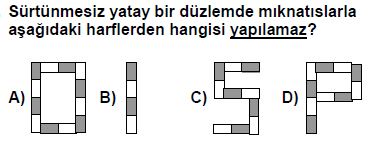 Sürtünmesiz yatay bir düzlemde mıknatıslarla
aşağıdaki harflerden hangisi yapılamaz?
A) B) C) D)